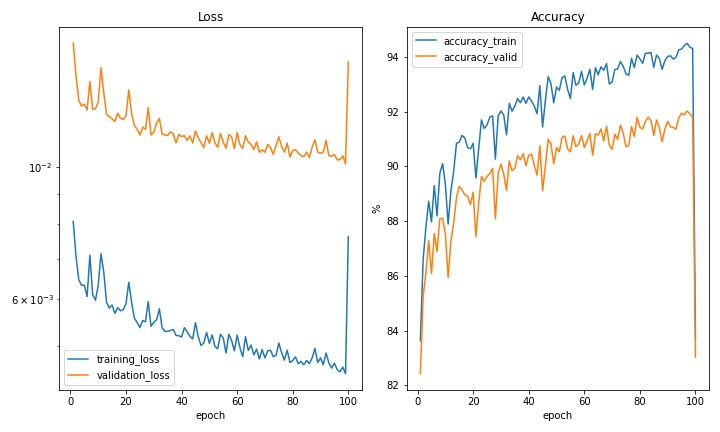 Loss
Accuracy
10⁻²
6 × 10⁻³
training_loss
validation_loss
0
20
40
60
80
100
epoch
accuracy_train
accuracy_valid
94
92
90
88
86
84
82
%
0
20
40
60
80
100
epoch